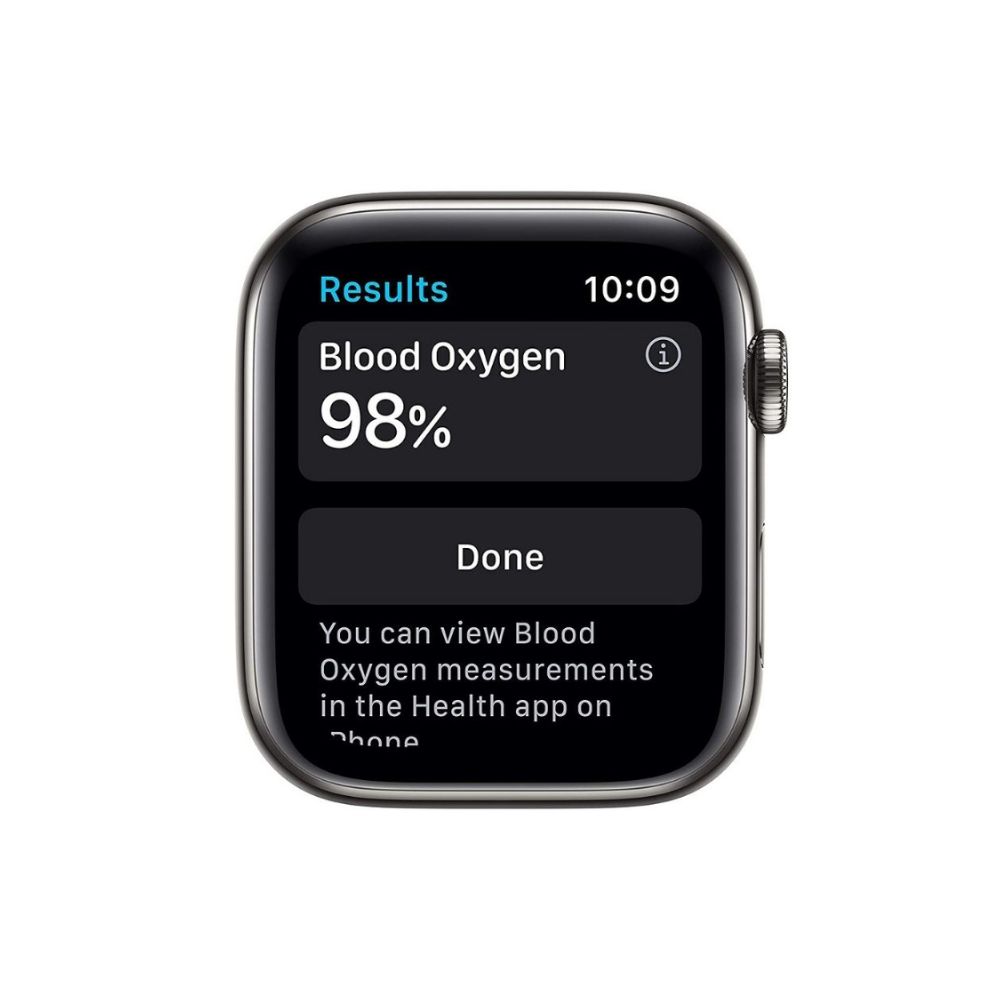 Results 10:09
Blood Oxygen
98%
Done
You can view Blood
Oxygen measurements
in the Health app on